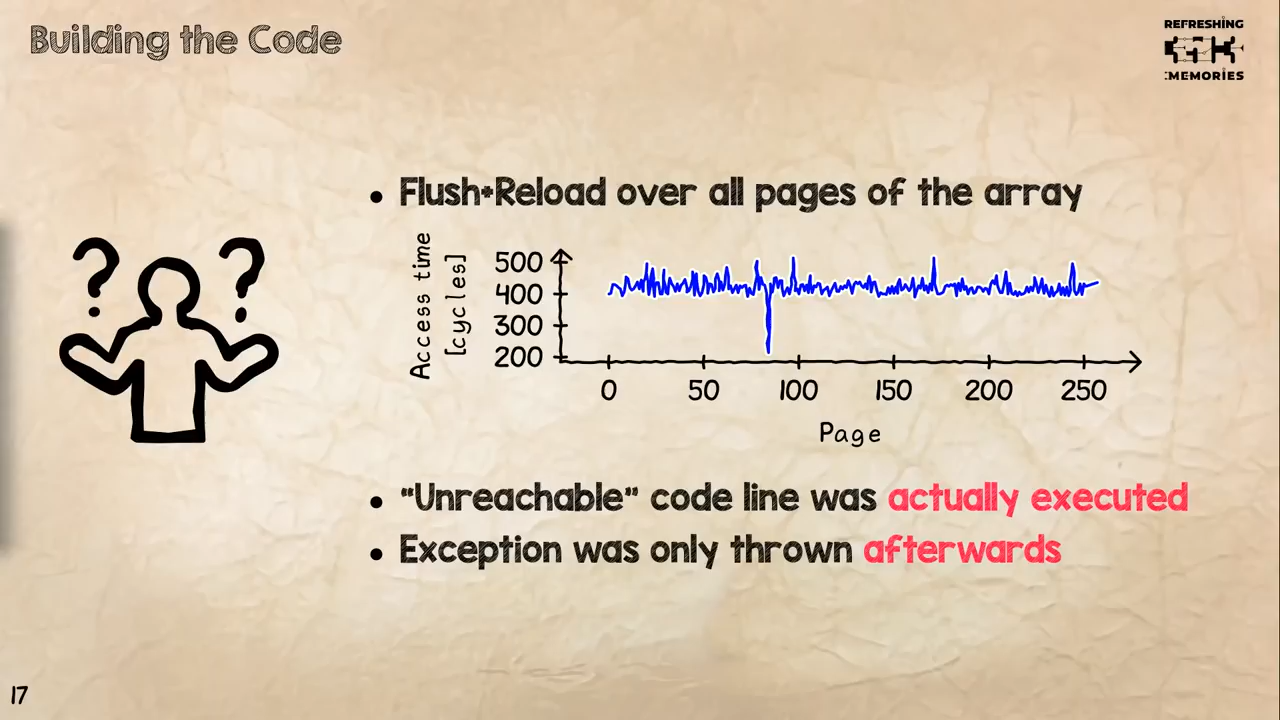 Building the Code
REFRESHING
MEMORIES
• Flush+Reload over all pages of the array
Access time
[cycles]
500
400
300
200
0 50 100 150 200 250
Page
? ?
• “Unreachable” code line was actually executed
• Exception was only thrown afterwards
17